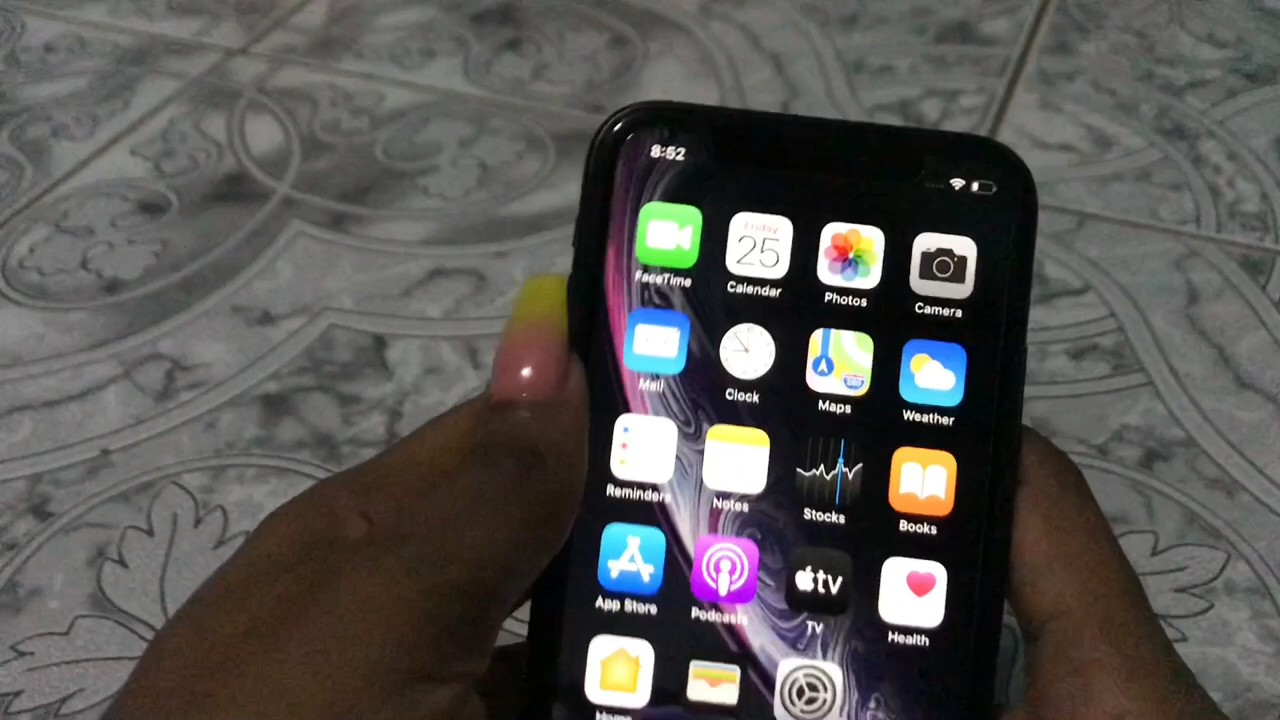 8:52
Friday
25
FaceTime
Calendar
Photos
Camera
Mail
Clock
Maps
Weather
280
Reminders
Notes
Stocks
Books
App Store
Podcasts
tv
TV
Health